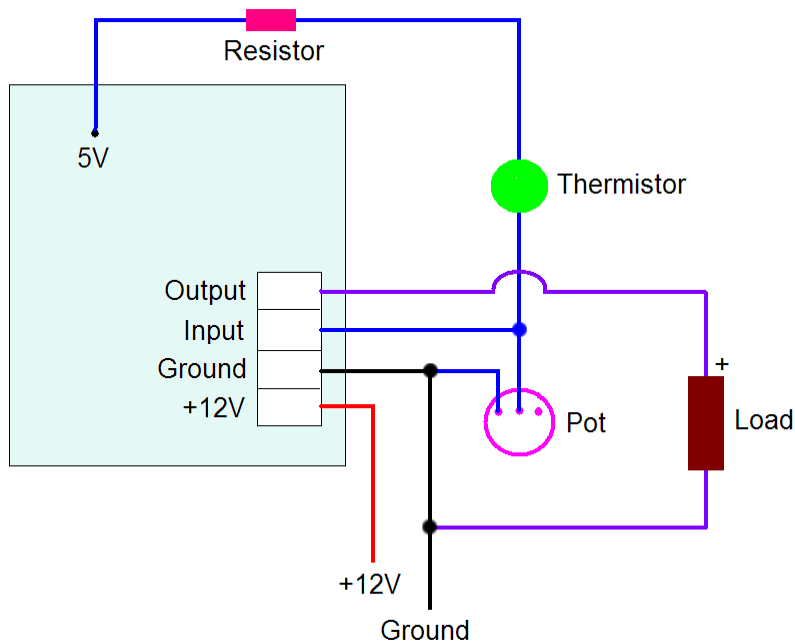 Resistor
5V
Thermistor
Output
Input
Ground
+12V
+
Pot
Load
+12V
Ground